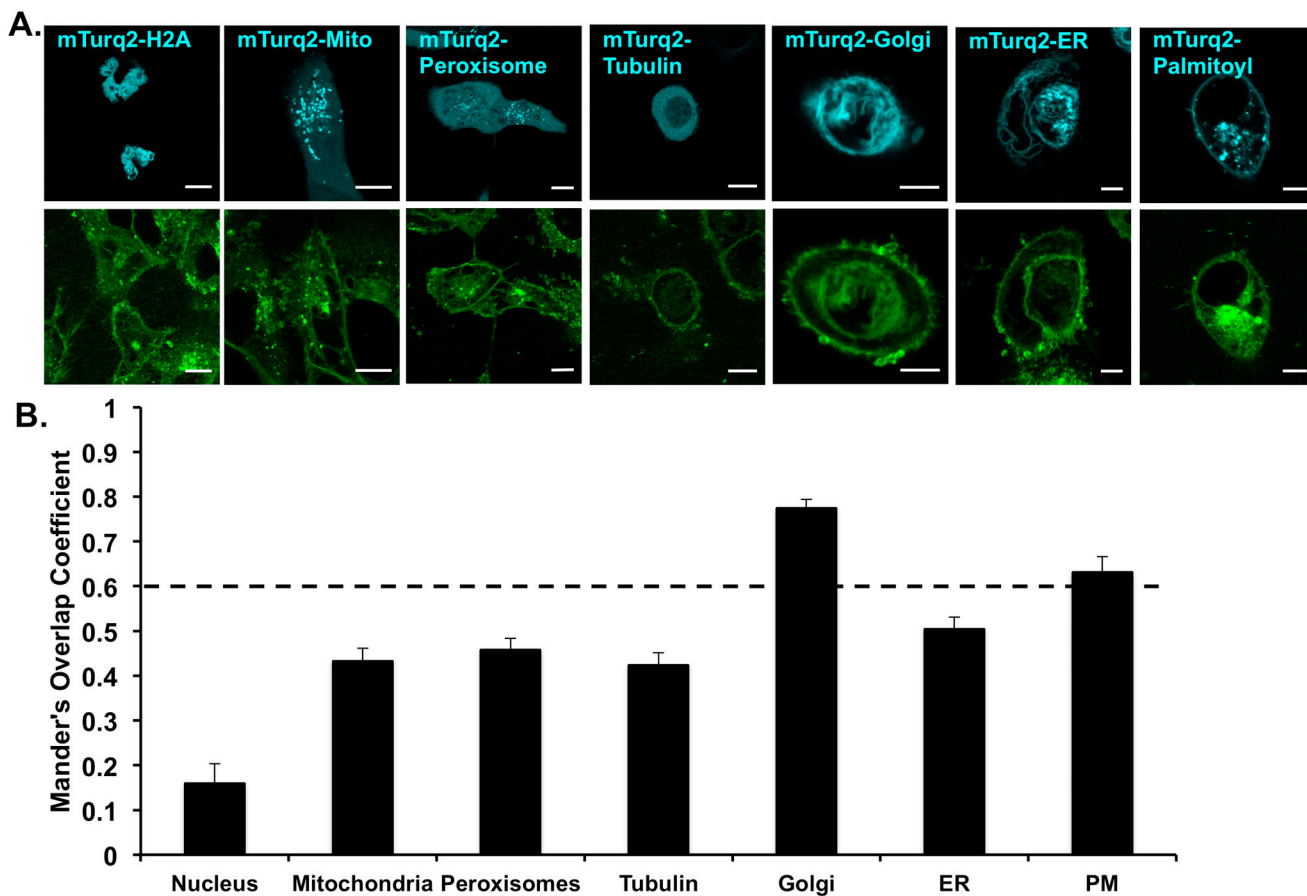 A.
mTurq2-H2A
mTurq2-Mito
mTurq2-
Peroxisome
mTurq2-
Tubulin
mTurq2-Golgi
mTurq2-ER
mTurq2-
Palmitoyl
B.
Mander's Overlap Coefficient
1
0.9
0.8
0.7
0.6
0.5
0.4
0.3
0.2
0.1
0
Nucleus Mitochondria Peroxisomes Tubulin Golgi ER PM